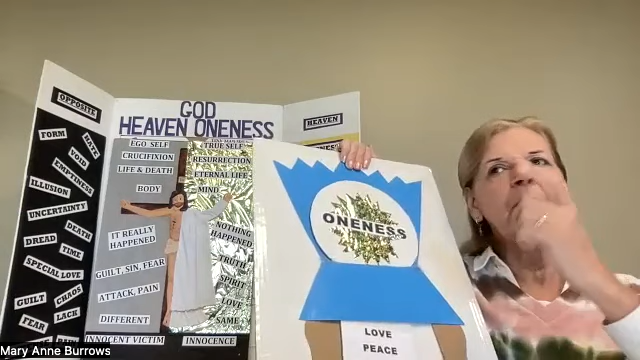 OPPOSITE
FORM
HATE
VOID
EMPTINESS
ILLUSION
UNCERTAINTY
DEATH
DREAD
TIME
SPECIAL LOVE
GUILT
CHAOS
LACK
FEAR
GOD
HEAVEN ONENESS
EGO SELF
CRUCIFIXION
LIFE & DEATH
BODY
IT REALLY
HAPPENED
GUILT, SIN, FEAR
ATTACK, PAIN
DIFFERENT
INNOCENT VICTIM
TRUE SELF
RESURRECTION
ETERNAL LIFE
MIND
NOTHING
HAPPENED
TRUTH
SPIRIT
LOVE
SAME
INNOCENCE
HEAVEN
ONENESS
LOVE
PEACE
Mary Anne Burrows